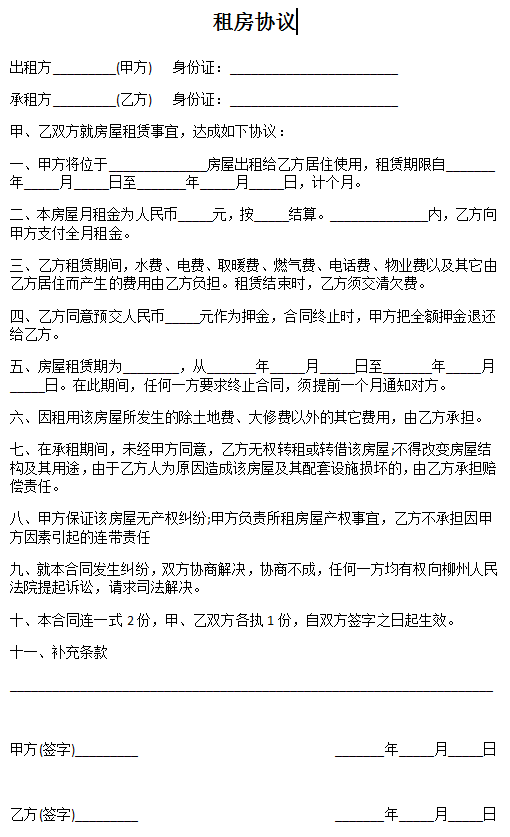 租房协议
出租方_________(甲方) 身份证：________________________
承租方_________(乙方) 身份证：________________________
甲、乙双方就房屋租赁事宜，达成如下协议：
一、甲方将位于______________房屋出租给乙方居住使用，租赁期限自_______
年_____月_____日至_______年_____月_____日，计个月。
二、本房屋月租金为人民币_____元，按_____结算。______________内，乙方向
甲方支付全月租金。
三、乙方租赁期间，水费、电费、取暖费、燃气费、电话费、物业费以及其它由
乙方居住而产生的费用由乙方负担。租赁结束时，乙方须交清欠费。
四、乙方同意预交人民币_____元作为押金，合同终止时，甲方把全额押金退还
给乙方。
五、房屋租赁期为________，从_______年_____月_____日至_______年_____月
_____日。在此期间，任何一方要求终止合同，须提前一个月通知对方。
六、因租用该房屋所发生的除土地费、大修费以外的其它费用，由乙方承担。
七、在承租期间，未经甲方同意，乙方无权转租或转借该房屋;不得改变房屋结
构及其用途，由于乙方人为原因造成该房屋及其配套设施损坏的，由乙方承担赔
偿责任。
八、甲方保证该房屋无产权纠纷;甲方负责所租房屋产权事宜，乙方不承担因甲
方因素引起的连带责任
九、就本合同发生纠纷，双方协商解决，协商不成，任何一方均有权向柳州人民
法院提起诉讼，请求司法解决。
十、本合同连一式 2 份，甲、乙双方各执 1 份，自双方签字之日起生效。
十一、补充条款
_____________________________________________________________________
甲方(签字)_________ _______年_____月_____日
乙方(签字)_________ _______年_____月_____日